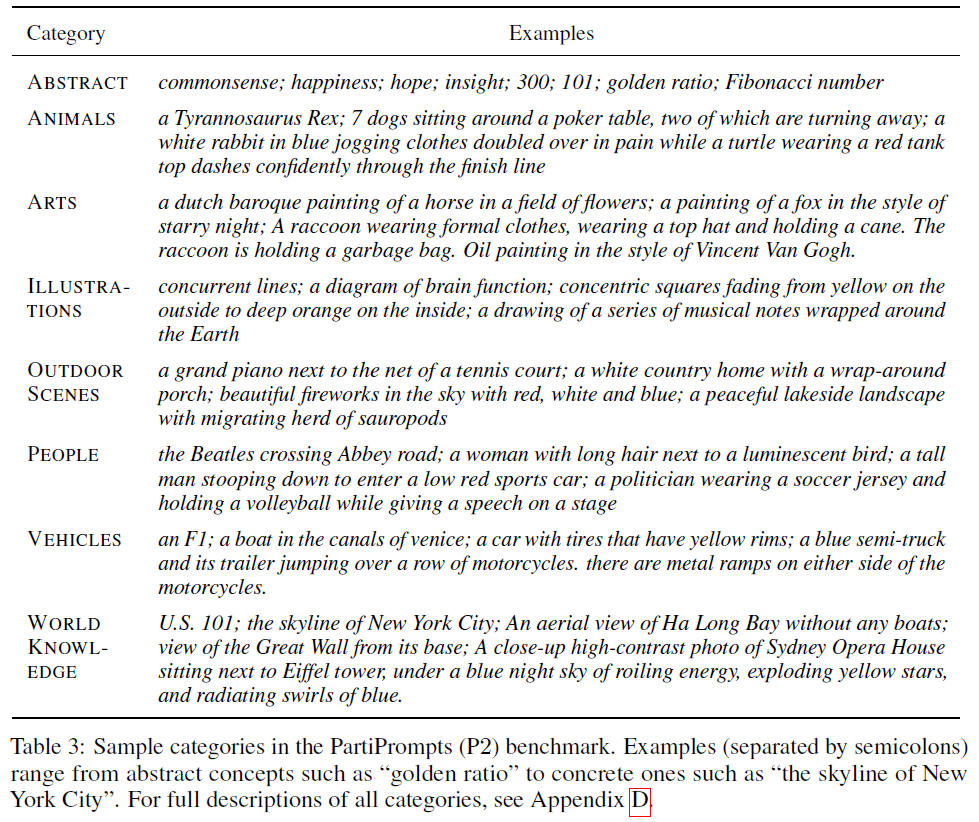 Category Examples
ABSTRACT commonsense; happiness; hope; insight; 300; 101; golden ratio; Fibonacci number
ANIMALS a Tyrannosaurus Rex; 7 dogs sitting around a poker table, two of which are turning away; a
white rabbit in blue jogging clothes doubled over in pain while a turtle wearing a red tank
top dashes confidently through the finish line
ARTS a dutch baroque painting of a horse in a field of flowers; a painting of a fox in the style of
starry night; A raccoon wearing formal clothes, wearing a top hat and holding a cane. The
raccoon is holding a garbage bag. Oil painting in the style of Vincent Van Gogh.
ILLUSTRA- concurrent lines; a diagram of brain function; concentric squares fading from yellow on the
TIONS outside to deep orange on the inside; a drawing of a series of musical notes wrapped around
the Earth
OUTDOOR a grand piano next to the net of a tennis court; a white country home with a wrap-around
SCENES porch; beautiful fireworks in the sky with red, white and blue; a peaceful lakeside landscape
with migrating herd of sauropods
PEOPLE the Beatles crossing Abbey road; a woman with long hair next to a luminescent bird; a tall
man stooping down to enter a low red sports car; a politician wearing a soccer jersey and
holding a volleyball while giving a speech on a stage
VEHICLES an F1; a boat in the canals of venice; a car with tires that have yellow rims; a blue semi-truck
and its trailer jumping over a row of motorcycles. there are metal ramps on either side of the
motorcycles.
WORLD U.S. 101; the skyline of New York City; An aerial view of Ha Long Bay without any boats;
KNOWL- view of the Great Wall from its base; A close-up high-contrast photo of Sydney Opera House
EDGE sitting next to Eiffel tower, under a blue night sky of roiling energy, exploding yellow stars,
and radiating swirls of blue.
Table 3: Sample categories in the PartiPrompts (P2) benchmark. Examples (separated by semicolons)
range from abstract concepts such as “golden ratio” to concrete ones such as “the skyline of New
York City”. For full descriptions of all categories, see Appendix D.